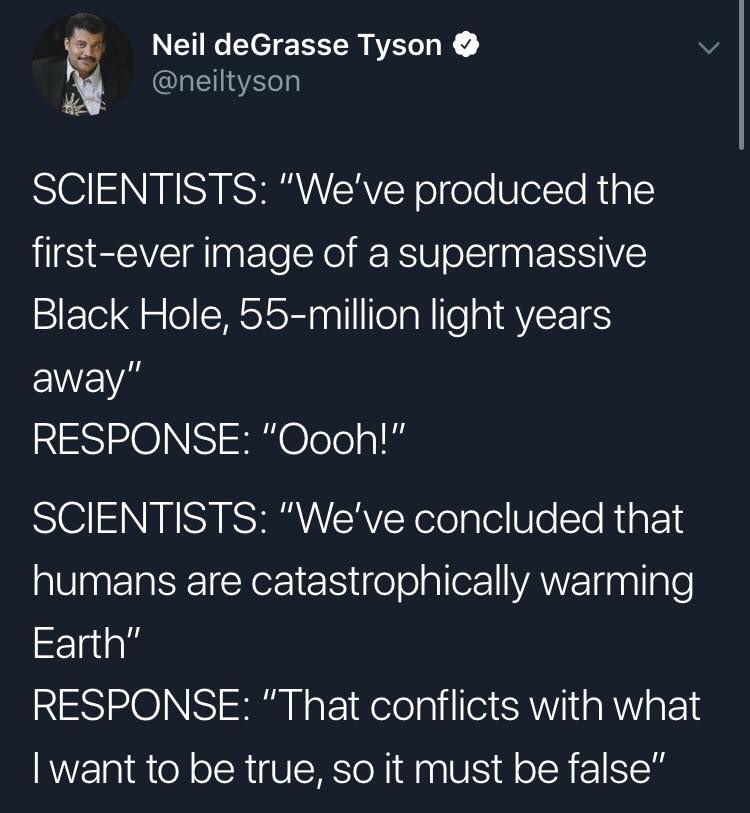 Neil deGrasse Tyson
@neiltyson
SCIENTISTS: “We’ve produced the
first-ever image of a supermassive
Black Hole, 55-million light years
away”
RESPONSE: “Oooh!”
SCIENTISTS: “We’ve concluded that
humans are catastrophically warming
Earth”
RESPONSE: “That conflicts with what
I want to be true, so it must be false”